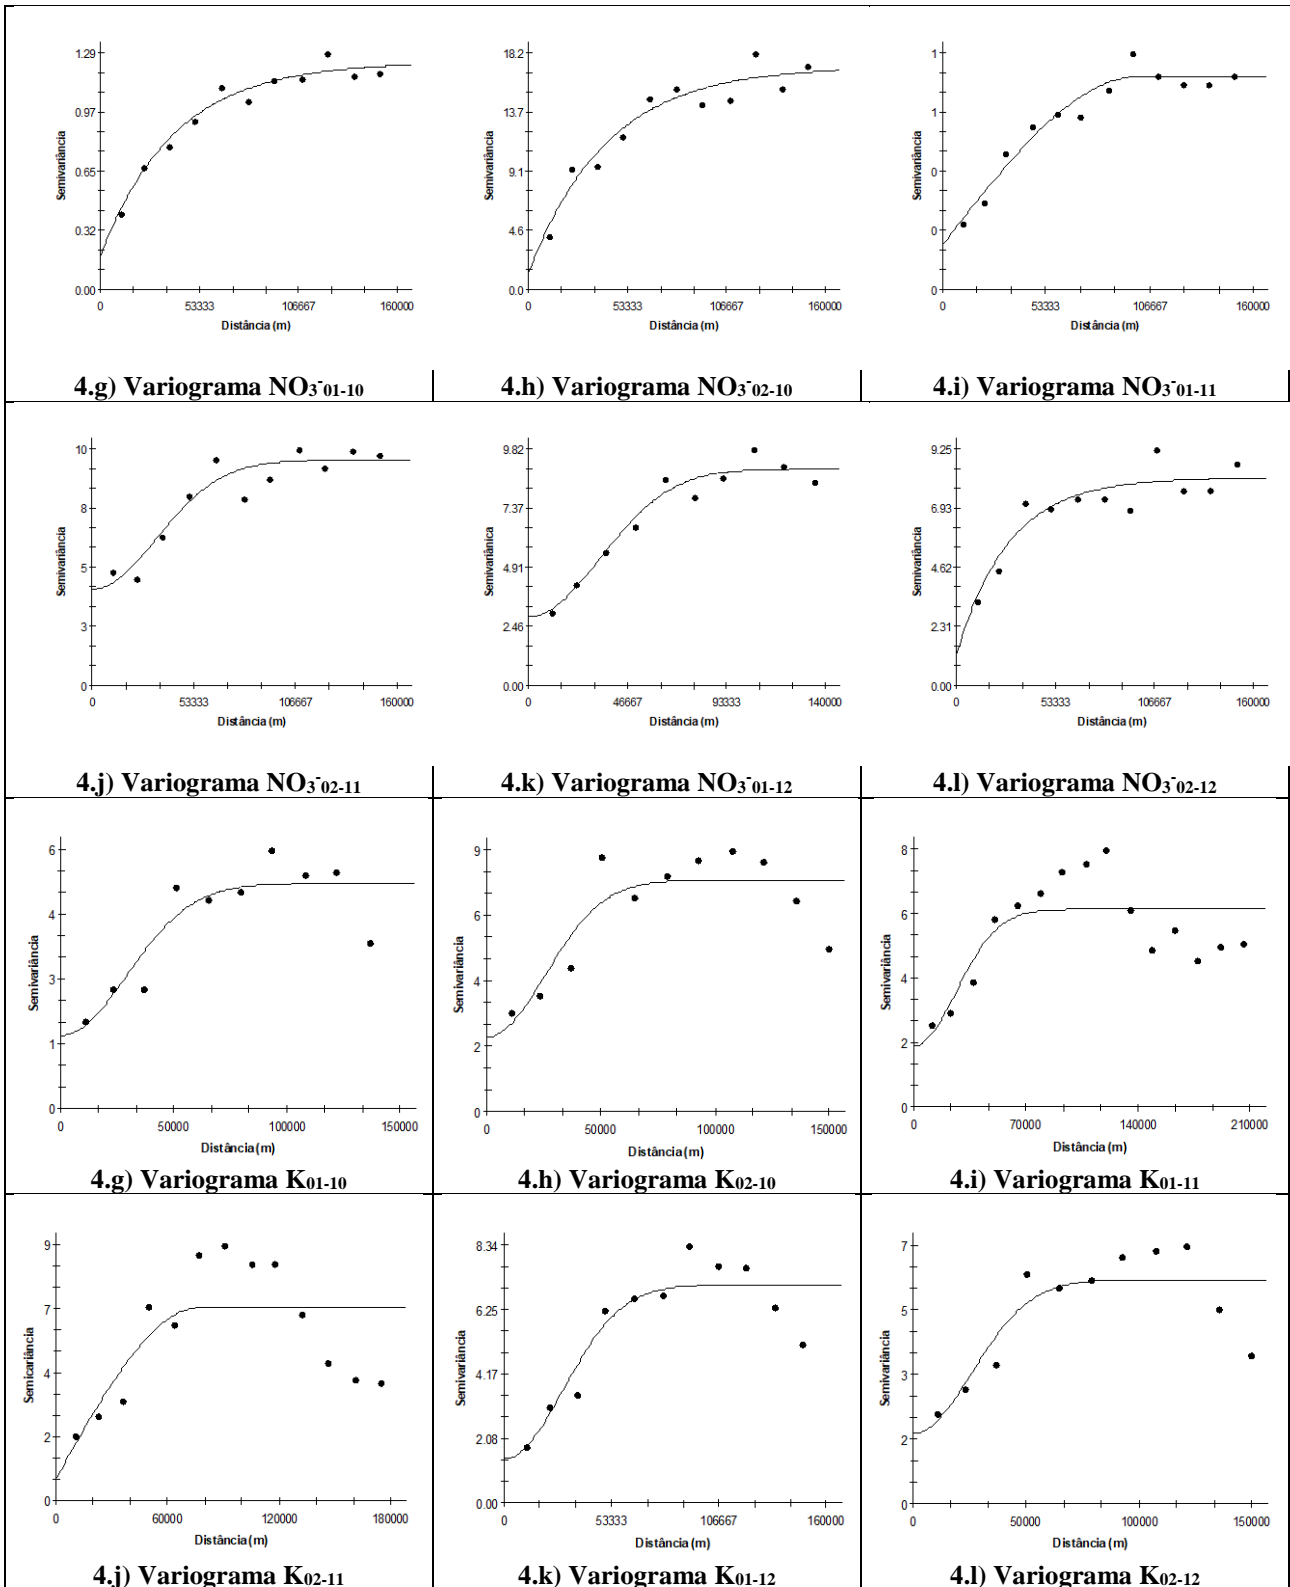 Semivariância
1.29
0.97
0.65
0.32
0.00
0 53333 106667 160000
Distância (m)
4.g) Variograma NO₃⁻01-10
Semivariância
18.2
13.7
9.1
4.6
0.0
0 53333 106667 160000
Distância (m)
4.h) Variograma NO₃⁻02-10
Semivariância
1
1
0
0
0
0 53333 106667 160000
Distância (m)
4.i) Variograma NO₃⁻01-11
Semivariância
10
8
5
3
0
0 53333 106667 160000
Distância (m)
4.j) Variograma NO₃⁻02-11
Semivariânica
9.82
7.37
4.91
2.46
0.00
0 46667 93333 140000
Distância (m)
4.k) Variograma NO₃⁻01-12
Semivariância
9.25
6.93
4.62
2.31
0.00
0 53333 106667 160000
Distância (m)
4.l) Variograma NO₃⁻02-12
Semivariância
6
4
3
1
0
0 50000 100000 150000
Distância (m)
4.g) Variograma K01-10
Semivariância
9
6
4
2
0
0 50000 100000 150000
Distância (m)
4.h) Variograma K02-10
Semivariância
8
6
4
2
0
0 70000 140000 210000
Distância (m)
4.i) Variograma K01-11
Semicariância
9
7
4
2
0
0 60000 120000 180000
Distância (m)
4.j) Variograma K02-11
Semivariância
8.34
6.25
4.17
2.08
0.00
0 53333 106667 160000
Distância (m)
4.k) Variograma K01-12
Semivariância
7
5
3
2
0
0 50000 100000 150000
Distância (m)
4.l) Variograma K02-12